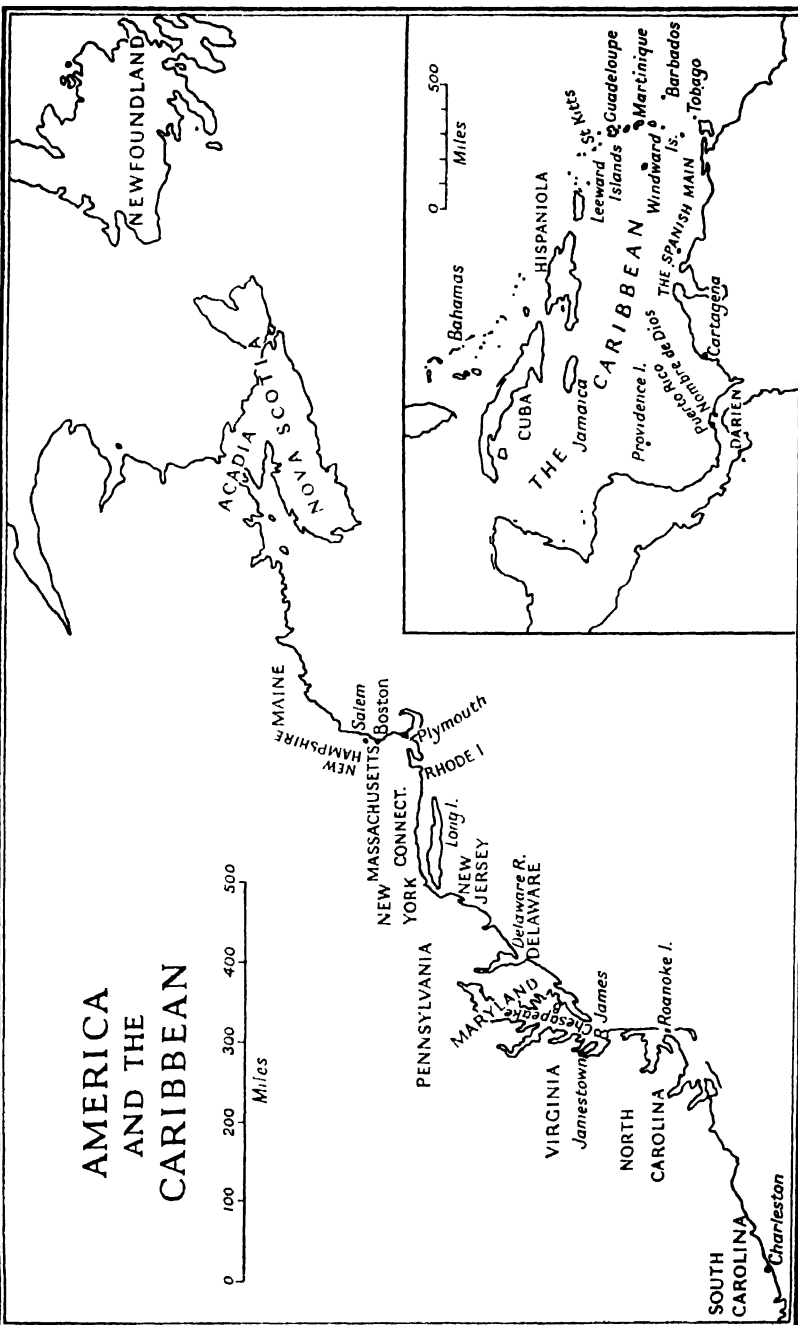 AMERICA
AND THE
CARIBBEAN
0 100 200 300 400 500
Miles
NEWFOUNDLAND
ACADIA
NOVA SCOTIA
MAINE
NEW
HAMPSHIRE
Salem
Boston
MASSACHUSETTS
Plymouth
CONNECT.
RHODE I
NEW
YORK
Long I.
NEW
JERSEY
PENNSYLVANIA
Delaware R.
DELAWARE
MARYLAND
Chesapeake
B.
VIRGINIA
Jamestown
R. James
NORTH
CAROLINA
Roanoke I.
SOUTH
CAROLINA
Charleston
0 500
Miles
Bahamas
CUBA
HISPANIOLA
Jamaica
St Kitts
Leeward
Islands
Guadeloupe
Martinique
Windward
Is.
Barbados
Tobago
THE CARIBBEAN
THE SPANISH MAIN
Providence I.
Puerto Rico
Nombre de Dios
Cartagena
DARIEN